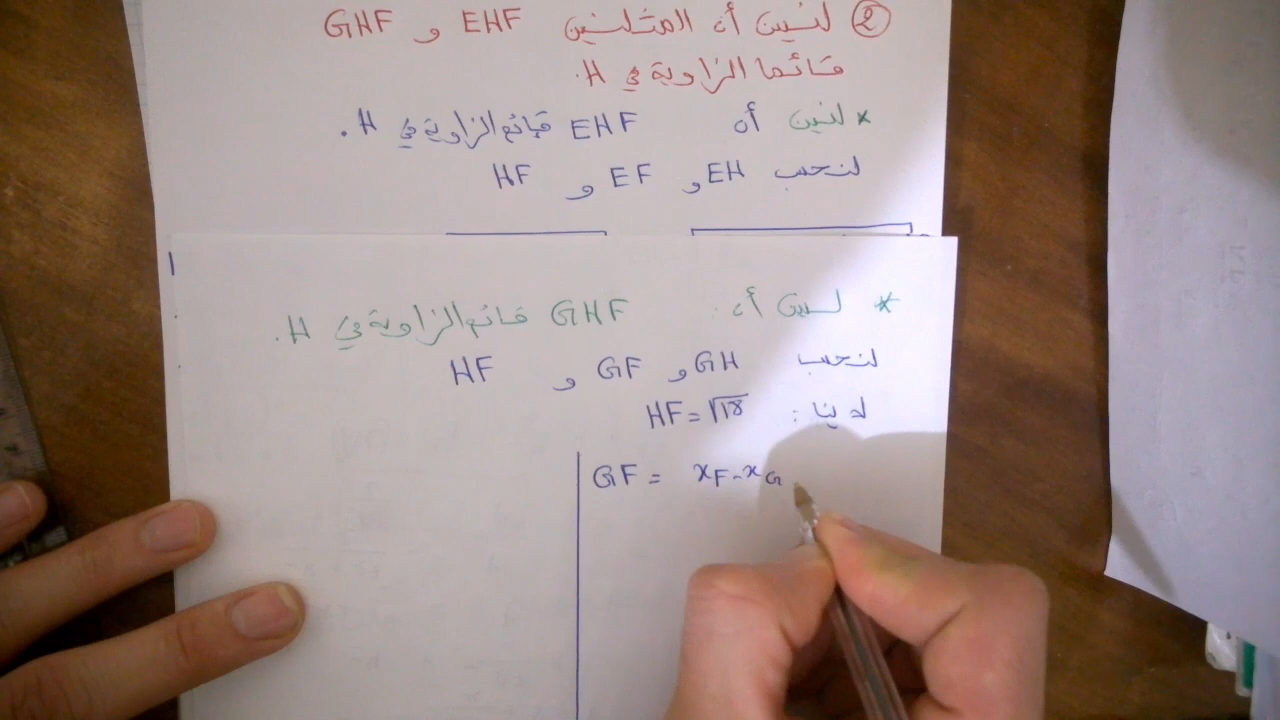 ② لنبين أن المثلثين EHF و GHF
قائما الزاوية في H.
* لنبين أن EHF قائم الزاوية في H.
لنحسب EH و EF و HF
* لنبين أن GHF قائم الزاوية في H.
لنحسب GH و GF و HF
لدينا : HF = √18
GF = x_F - x_G